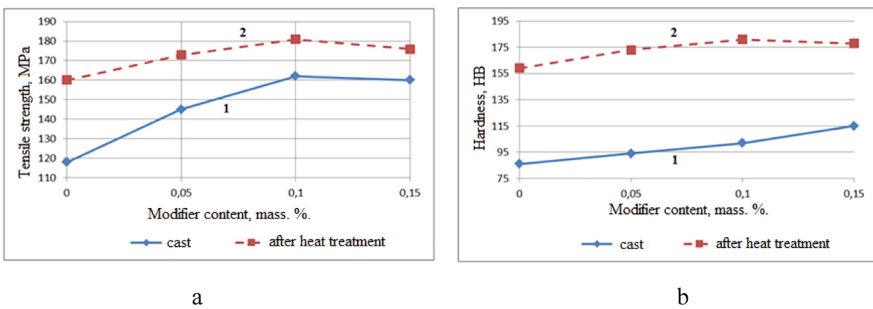 190
180
170
160
150
140
130
120
110
Tensile strength, MPa
2
1
0
0,05
0,1
0,15
Modifier content, mass. %.
cast
after heat treatment
a
195
175
155
135
115
95
75
Hardness, HB
2
1
0
0,05
0,1
0,15
Modifier content, mass. %.
cast
after heat treatment
b